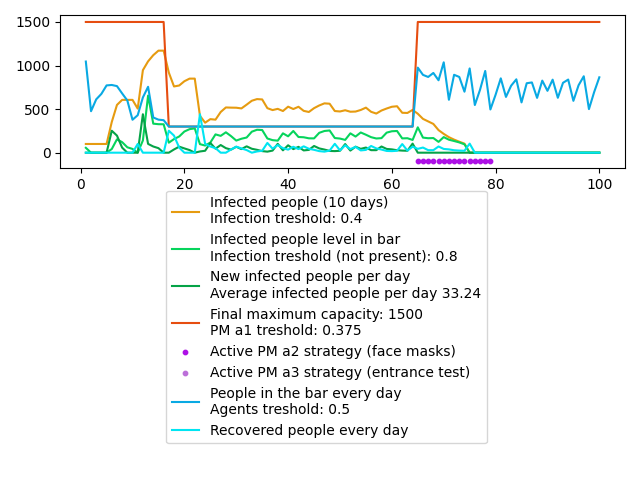 1500
1000
500
0
0 20 40 60 80 100
Infected people (10 days)
Infection treshold: 0.4
Infected people level in bar
Infection treshold (not present): 0.8
New infected people per day
Average infected people per day 33.24
Final maximum capacity: 1500
PM a1 treshold: 0.375
Active PM a2 strategy (face masks)
Active PM a3 strategy (entrance test)
People in the bar every day
Agents treshold: 0.5
Recovered people every day